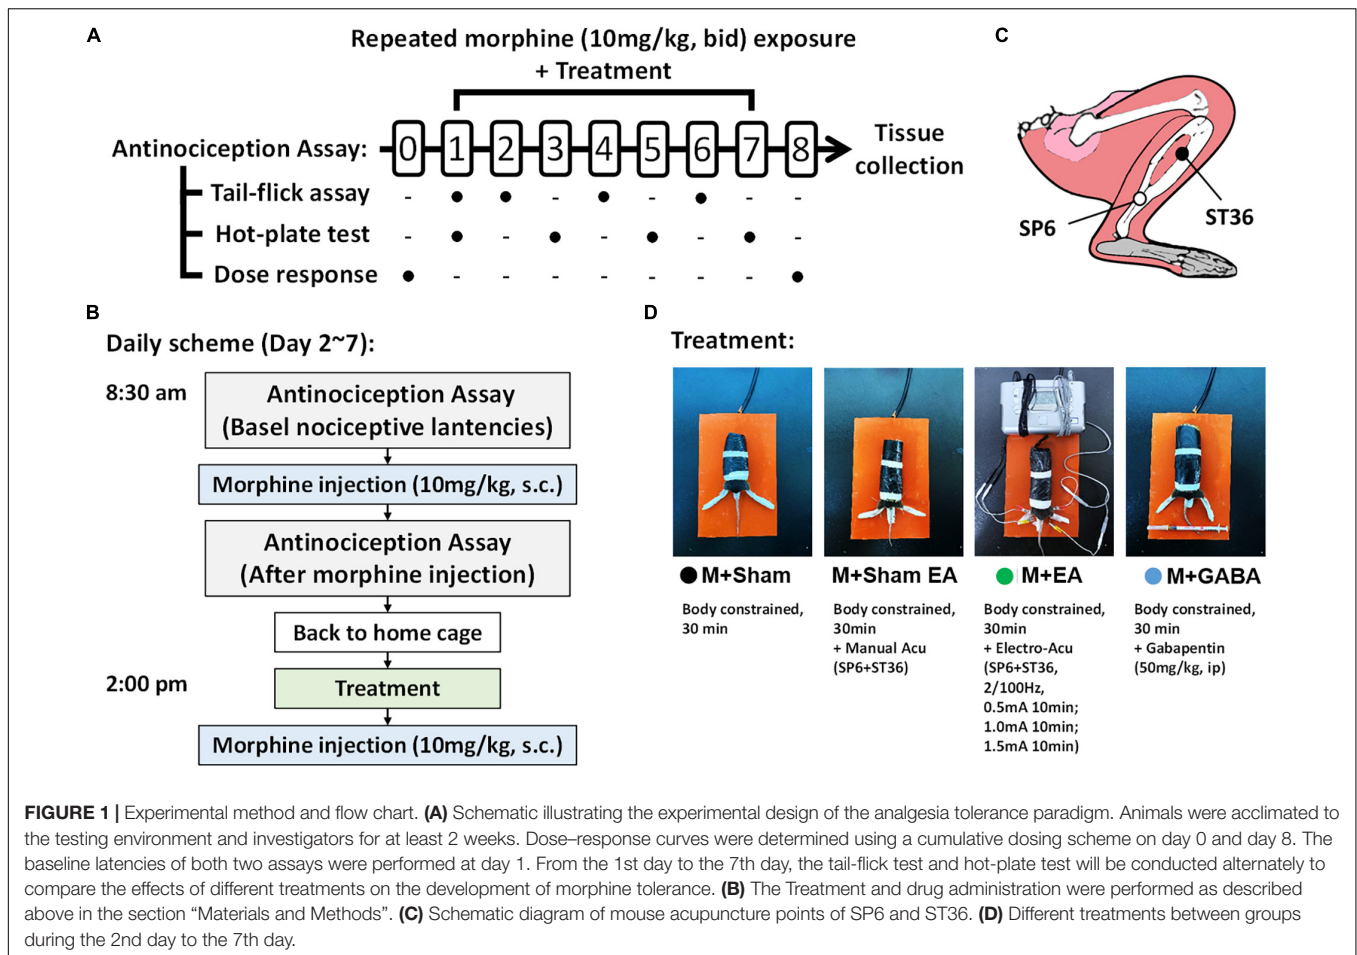 A
Repeated morphine (10mg/kg, bid) exposure
+ Treatment
Antinociception Assay: 0 1 2 3 4 5 6 7 8
Tissue
collection
Tail-flick assay - ● ● - ● - ● - -
Hot-plate test - ● - ● - ● - ● -
Dose response ● - - - - - - - ●
C
SP6
ST36
B
Daily scheme (Day 2~7):
8:30 am
Antinociception Assay
(Basel nociceptive lantencies)
Morphine injection (10mg/kg, s.c.)
Antinociception Assay
(After morphine injection)
Back to home cage
2:00 pm
Treatment
Morphine injection (10mg/kg, s.c.)
D
Treatment:
M+Sham
Body constrained,
30 min
M+Sham EA
Body constrained,
30min
+ Manual Acu
(SP6+ST36)
M+EA
Body constrained,
30min
+ Electro-Acu
(SP6+ST36,
2/100Hz,
0.5mA 10min;
1.0mA 10min;
1.5mA 10min)
M+GABA
Body constrained,
30 min
+ Gabapentin
(50mg/kg, ip)
FIGURE 1 | Experimental method and flow chart. (A) Schematic illustrating the experimental design of the analgesia tolerance paradigm. Animals were acclimated to
the testing environment and investigators for at least 2 weeks. Dose–response curves were determined using a cumulative dosing scheme on day 0 and day 8. The
baseline latencies of both two assays were performed at day 1. From the 1st day to the 7th day, the tail-flick test and hot-plate test will be conducted alternately to
compare the effects of different treatments on the development of morphine tolerance. (B) The Treatment and drug administration were performed as described
above in the section “Materials and Methods”. (C) Schematic diagram of mouse acupuncture points of SP6 and ST36. (D) Different treatments between groups
during the 2nd day to the 7th day.